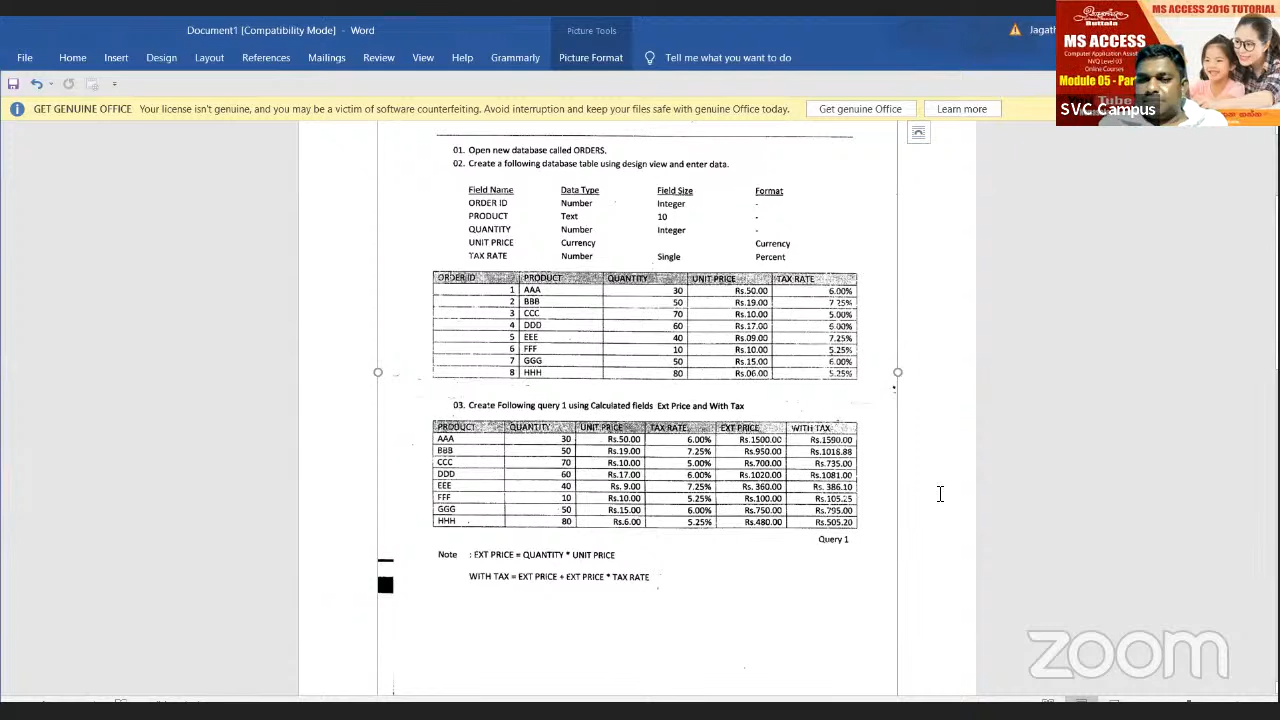 Document1 [Compatibility Mode] - Word
Picture Tools
Jagath
File
Home
Insert
Design
Layout
References
Mailings
Review
View
Help
Grammarly
Picture Format
Tell me what you want to do
GET GENUINE OFFICE Your license isn't genuine, and you may be a victim of software counterfeiting. Avoid interruption and keep your files safe with genuine Office today.
Get genuine Office
Learn more
MS ACCESS 2016 TUTORIAL
Buttala
MS ACCESS
NVQ Level 03
Online Courses
Module 05 - Par
Tube
SVC Campus
01. Open new database called ORDERS.
02. Create a following database table using design view and enter data.
Field Name Data Type Field Size Format
ORDER ID Number Integer -
PRODUCT Text 10 -
QUANTITY Number Integer -
UNIT PRICE Currency Currency
TAX RATE Number Single Percent
ORDER ID PRODUCT QUANTITY UNIT PRICE TAX RATE
1 AAA 30 Rs.50.00 6.00%
2 BBB 50 Rs.19.00 7.25%
3 CCC 70 Rs.10.00 5.00%
4 DDD 60 Rs.17.00 6.00%
5 EEE 40 Rs.09.00 7.25%
6 FFF 10 Rs.10.00 5.25%
7 GGG 50 Rs.15.00 6.00%
8 HHH 80 Rs.06.00 5.25%
03. Create Following query 1 using Calculated fields Ext Price and With Tax
PRODUCT QUANTITY UNIT PRICE TAX RATE EXT PRICE WITH TAX
AAA 30 Rs.50.00 6.00% Rs.1500.00 Rs.1590.00
BBB 50 Rs.19.00 7.25% Rs.950.00 Rs.1018.88
CCC 70 Rs.10.00 5.00% Rs.700.00 Rs.735.00
DDD 60 Rs.17.00 6.00% Rs.1020.00 Rs.1081.00
EEE 40 Rs. 9.00 7.25% Rs. 360.00 Rs. 386.10
FFF 10 Rs.10.00 5.25% Rs.100.00 Rs.105.25
GGG 50 Rs.15.00 6.00% Rs.750.00 Rs.795.00
HHH 80 Rs.6.00 5.25% Rs.480.00 Rs.505.20
Query 1
Note : EXT PRICE = QUANTITY * UNIT PRICE
WITH TAX = EXT PRICE + EXT PRICE * TAX RATE
zoom